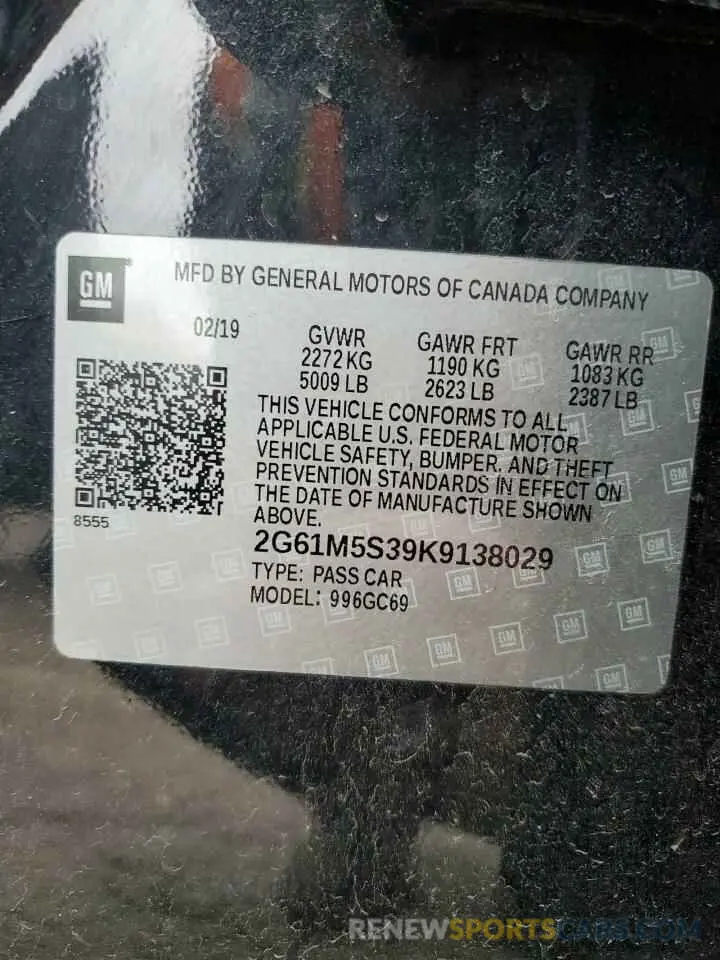 GM
MFD BY GENERAL MOTORS OF CANADA COMPANY
02/19
GVWR
2272 KG
5009 LB
GAWR FRT
1190 KG
2623 LB
GAWR RR
1083 KG
2387 LB
THIS VEHICLE CONFORMS TO ALL
APPLICABLE U.S. FEDERAL MOTOR
VEHICLE SAFETY, BUMPER, AND THEFT
PREVENTION STANDARDS IN EFFECT ON
THE DATE OF MANUFACTURE SHOWN
ABOVE.
8555
2G61M5S39K9138029
TYPE: PASS CAR
MODEL: 996GC69
RENEWSPORTSCARS.COM